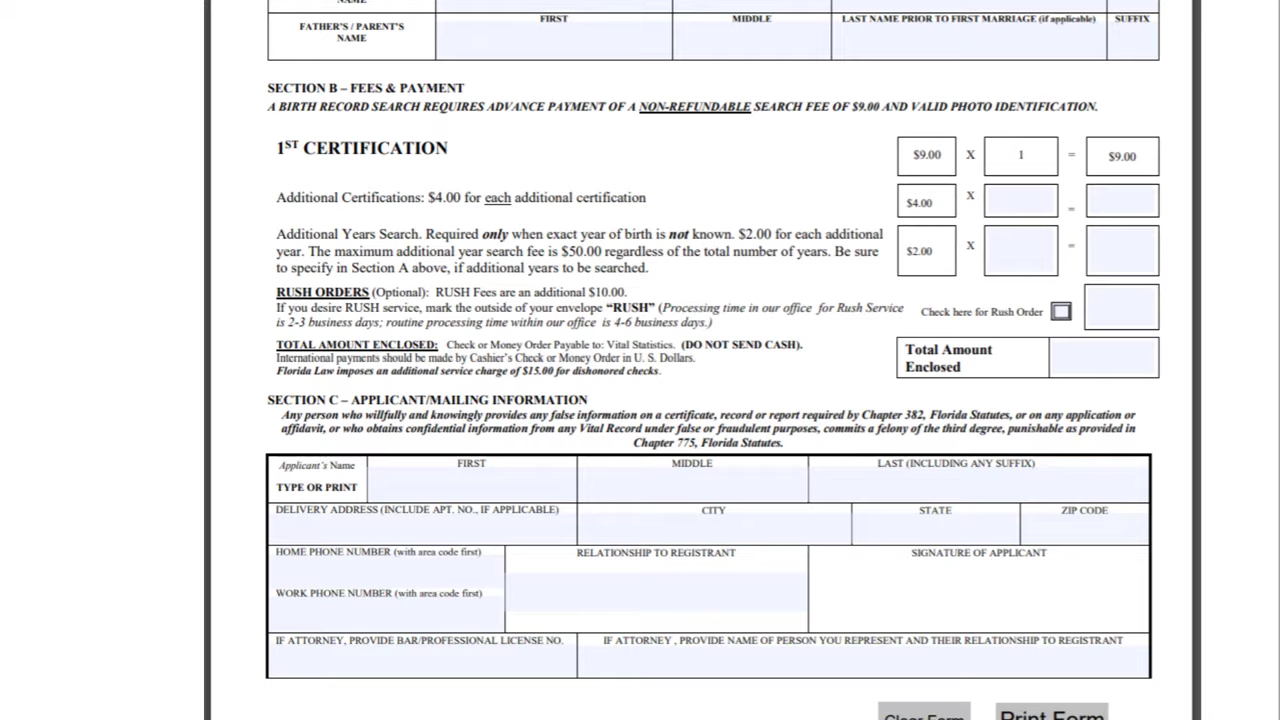 NAME
FATHER'S / PARENT'S NAME FIRST MIDDLE LAST NAME PRIOR TO FIRST MARRIAGE (if applicable) SUFFIX
SECTION B – FEES & PAYMENT
A BIRTH RECORD SEARCH REQUIRES ADVANCE PAYMENT OF A NON-REFUNDABLE SEARCH FEE OF $9.00 AND VALID PHOTO IDENTIFICATION.
1ST CERTIFICATION $9.00 X 1 = $9.00
Additional Certifications: $4.00 for each additional certification $4.00 X =
Additional Years Search. Required only when exact year of birth is not known. $2.00 for each additional
year. The maximum additional year search fee is $50.00 regardless of the total number of years. Be sure $2.00 X =
to specify in Section A above, if additional years to be searched.
RUSH ORDERS (Optional): RUSH Fees are an additional $10.00.
If you desire RUSH service, mark the outside of your envelope “RUSH” (Processing time in our office for Rush Service Check here for Rush Order
is 2-3 business days; routine processing time within our office is 4-6 business days.)
TOTAL AMOUNT ENCLOSED: Check or Money Order Payable to: Vital Statistics. (DO NOT SEND CASH).
International payments should be made by Cashier's Check or Money Order in U. S. Dollars.
Florida Law imposes an additional service charge of $15.00 for dishonored checks.
Total Amount
Enclosed
SECTION C – APPLICANT/MAILING INFORMATION
Any person who willfully and knowingly provides any false information on a certificate, record or report required by Chapter 382, Florida Statutes, or on any application or
affidavit, or who obtains confidential information from any Vital Record under false or fraudulent purposes, commits a felony of the third degree, punishable as provided in
Chapter 775, Florida Statutes.
Applicant's Name FIRST MIDDLE LAST (INCLUDING ANY SUFFIX)
TYPE OR PRINT
DELIVERY ADDRESS (INCLUDE APT. NO., IF APPLICABLE) CITY STATE ZIP CODE
HOME PHONE NUMBER (with area code first) RELATIONSHIP TO REGISTRANT SIGNATURE OF APPLICANT
WORK PHONE NUMBER (with area code first)
IF ATTORNEY, PROVIDE BAR/PROFESSIONAL LICENSE NO. IF ATTORNEY , PROVIDE NAME OF PERSON YOU REPRESENT AND THEIR RELATIONSHIP TO REGISTRANT
Clear Form Print Form